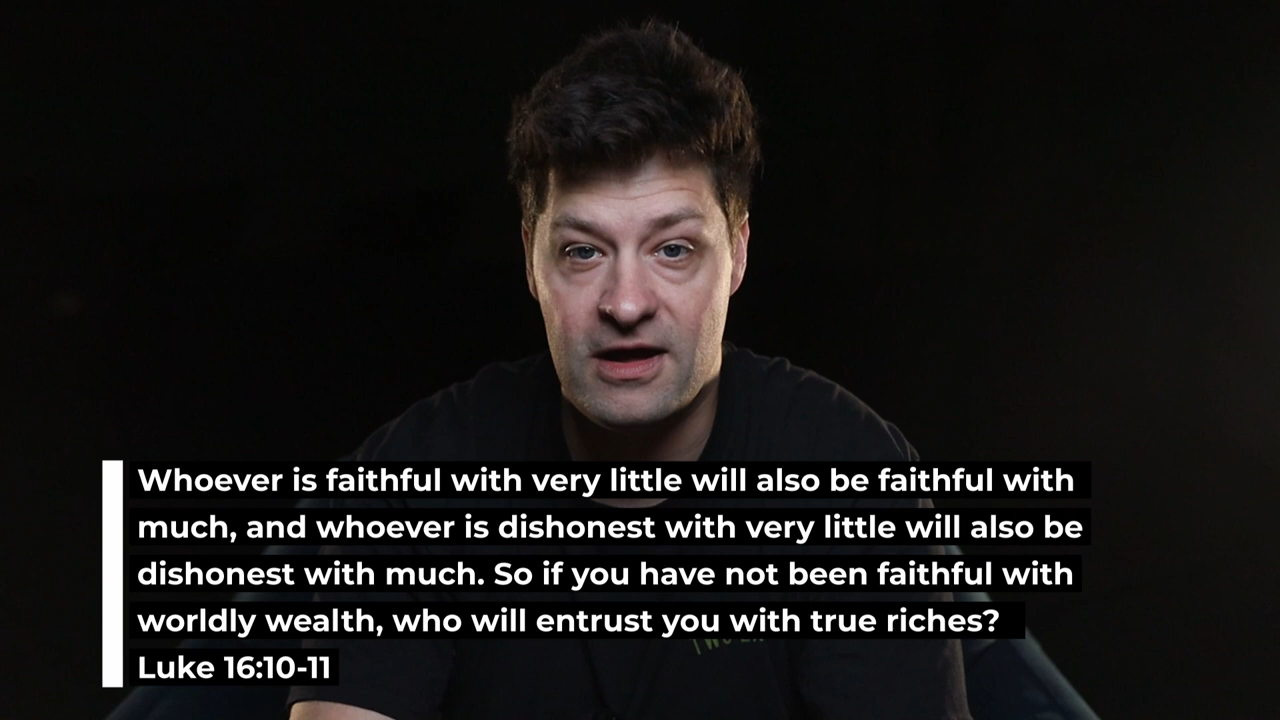 Whoever is faithful with very little will also be faithful with
much, and whoever is dishonest with very little will also be
dishonest with much. So if you have not been faithful with
worldly wealth, who will entrust you with true riches?
Luke 16:10-11